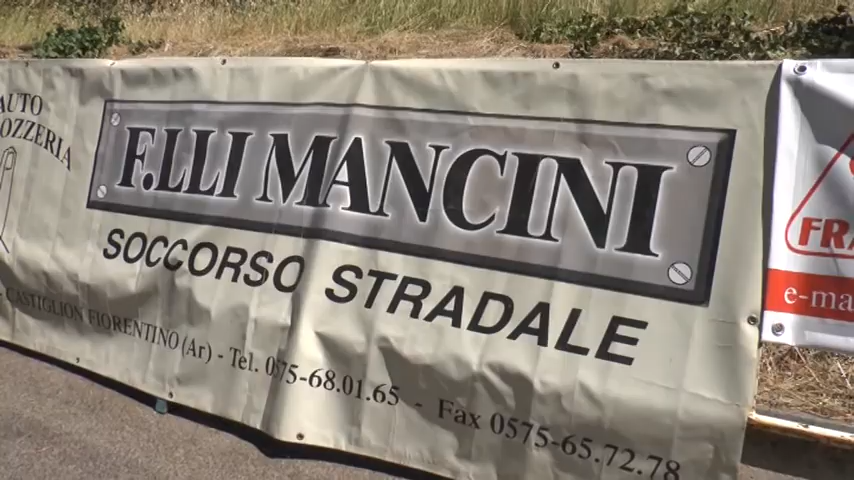 AUTO
OZZERIA
F.LLI MANCINI
SOCCORSO STRADALE
- CASTIGLION FIORENTINO (Ar) - Tel. 0575-68.01.65 - Fax 0575-65.72.78
FRA
e-ma